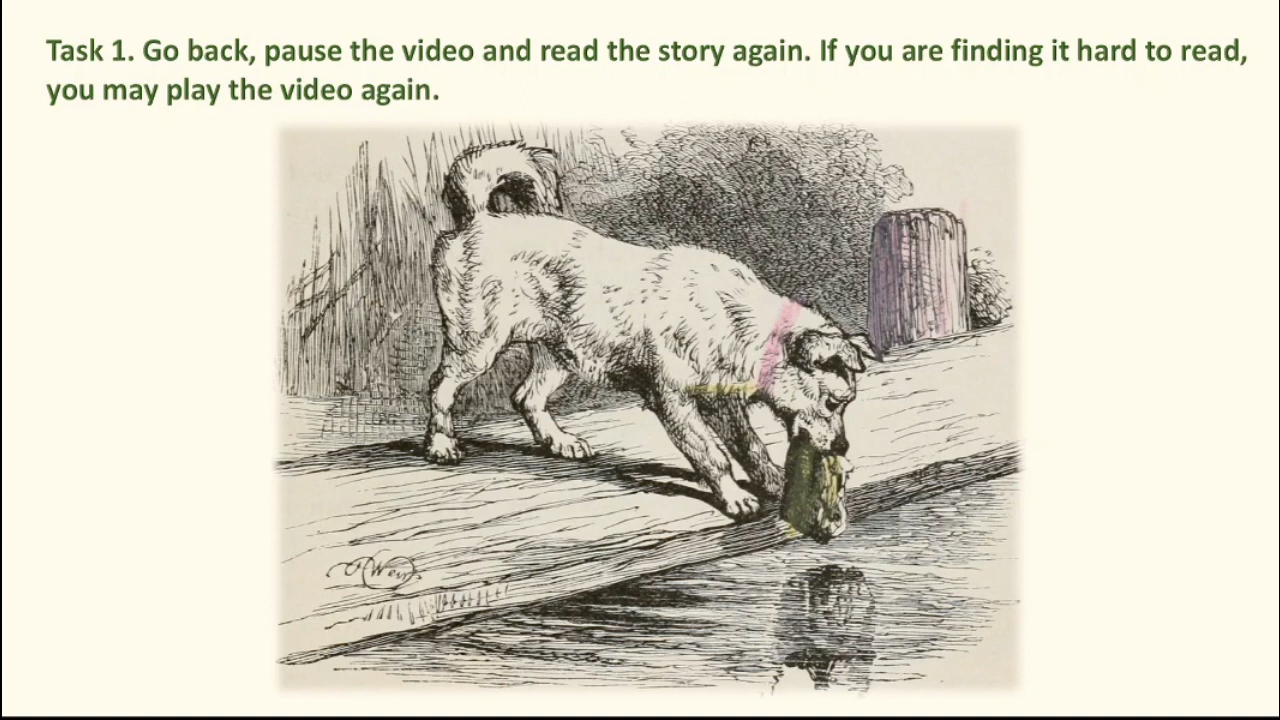 Task 1. Go back, pause the video and read the story again. If you are finding it hard to read,
you may play the video again.